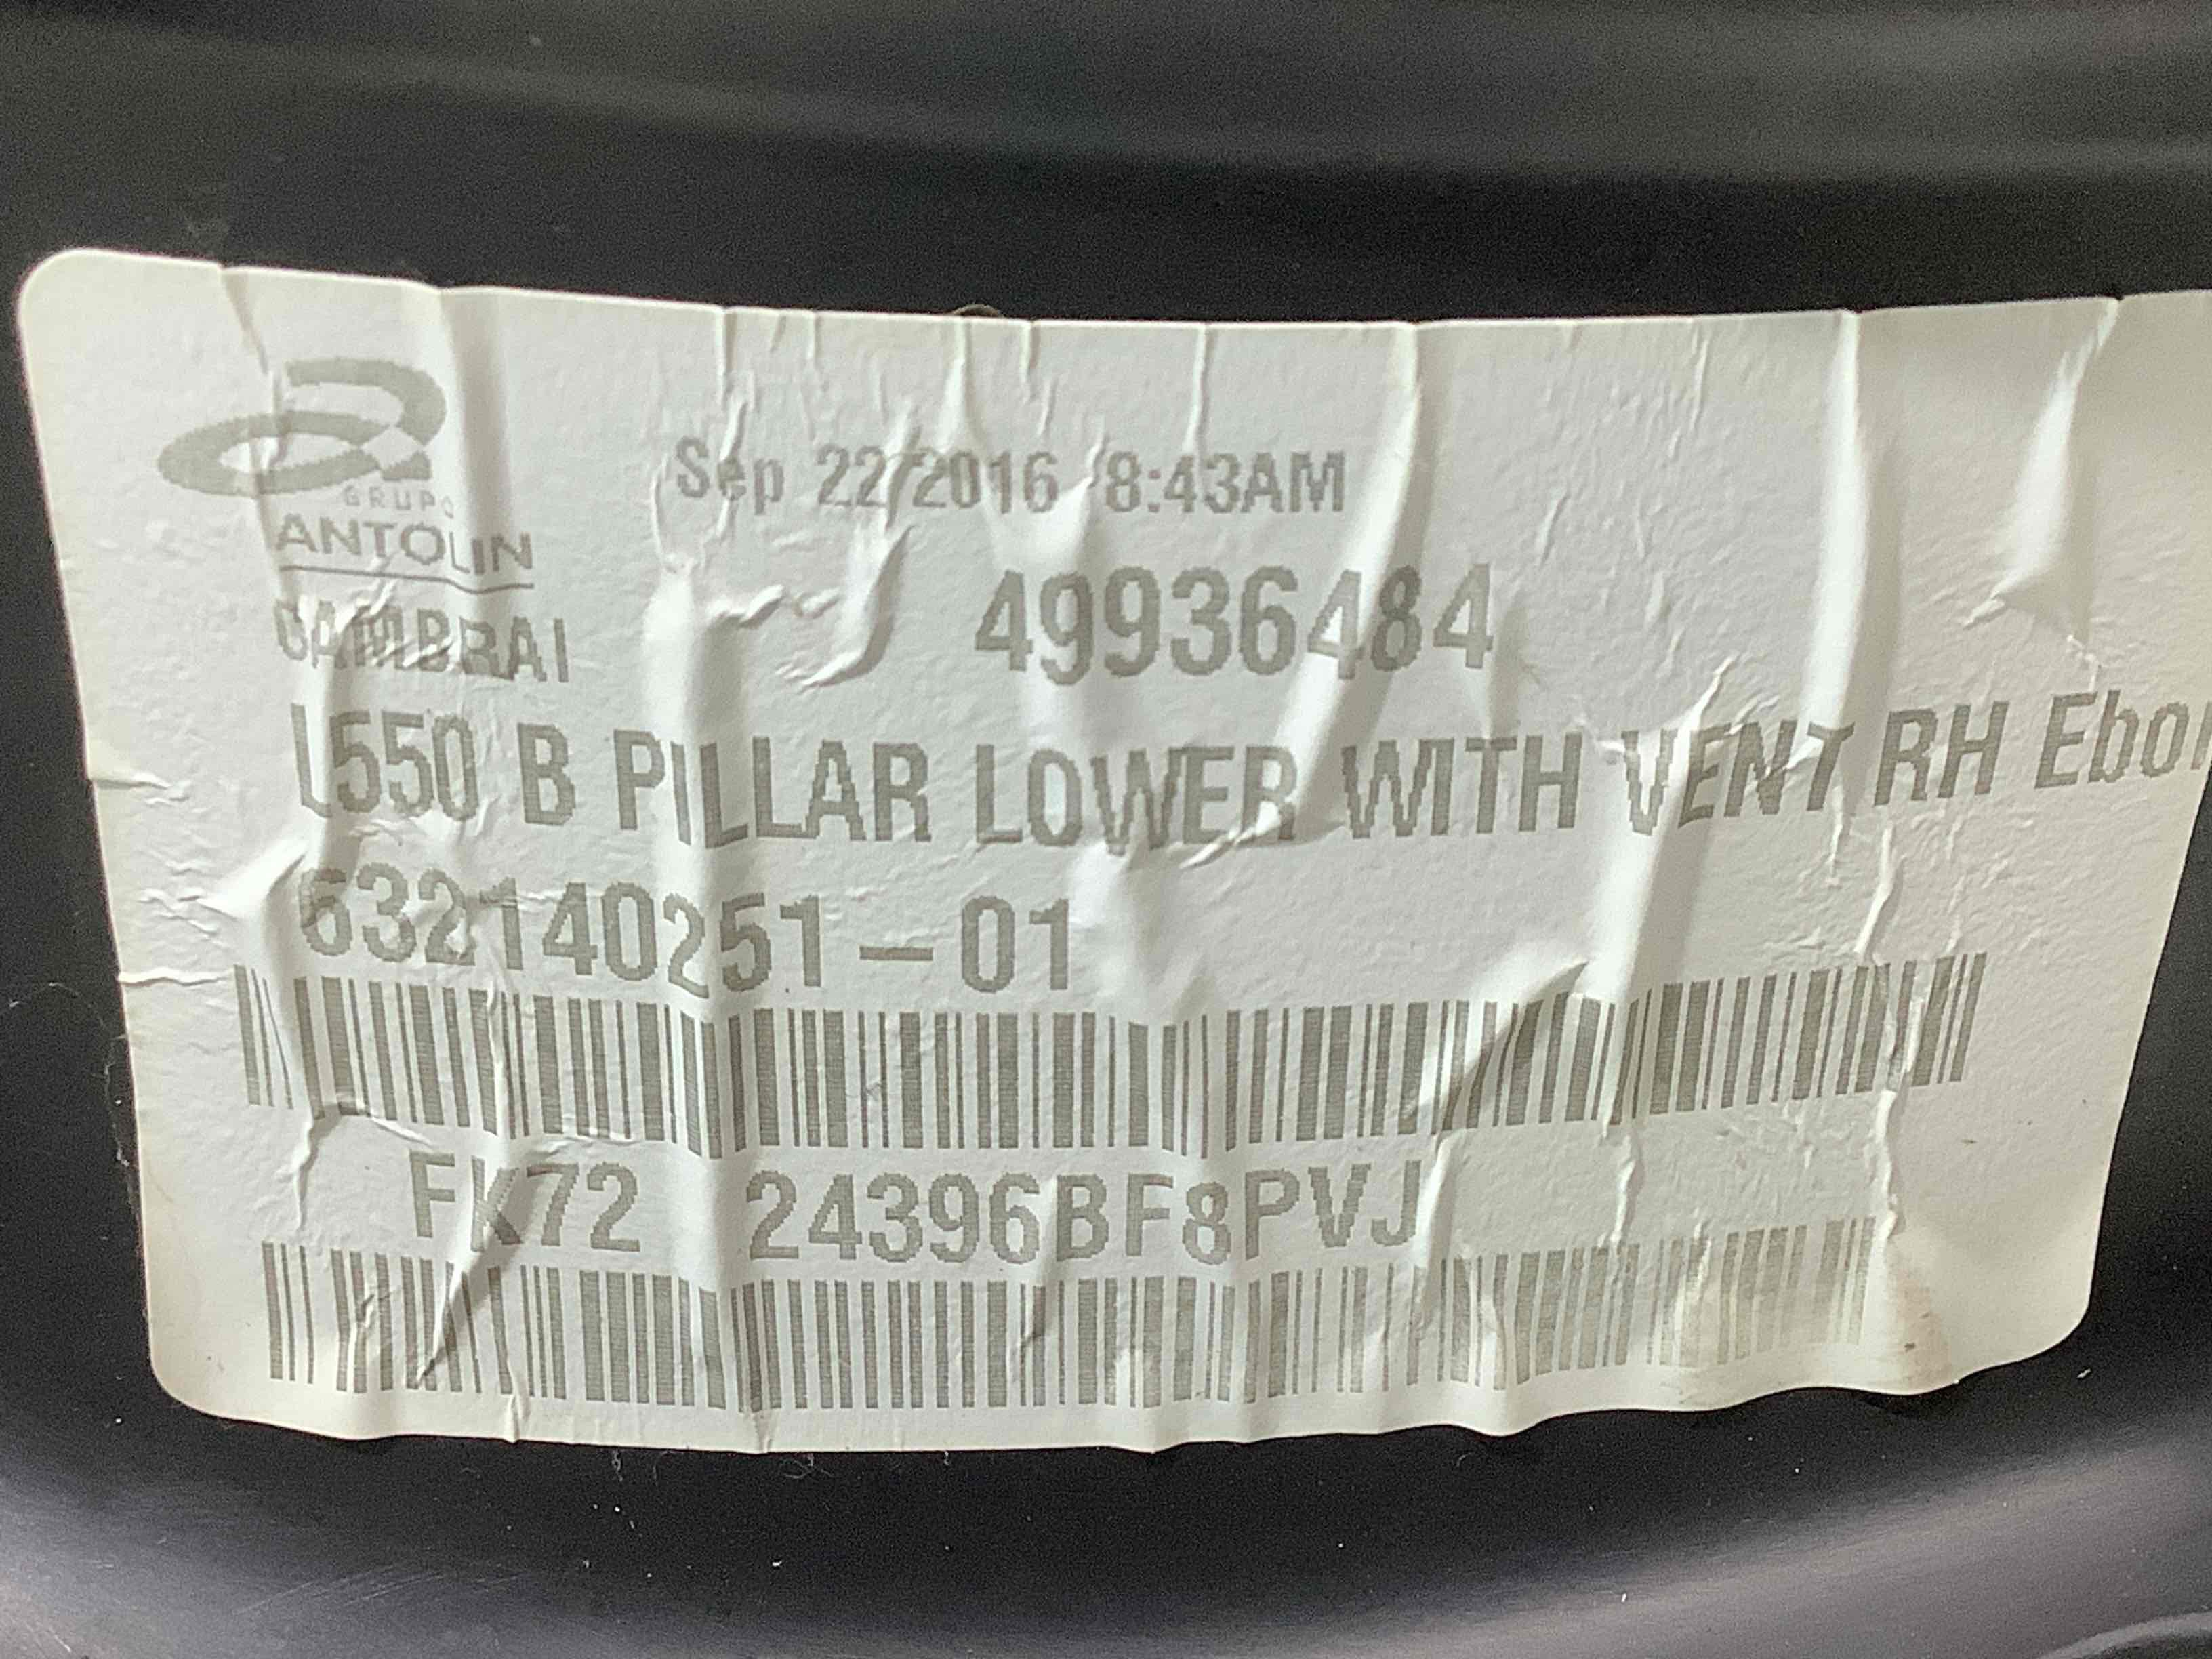 GRUPO
ANTOLIN
CAMBRAI
Sep 22/2016 /8:43AM
49936484
L550 B PILLAR LOWER WITH VENT RH Ebon
632140251-01
FK72 24396BF8PVJ